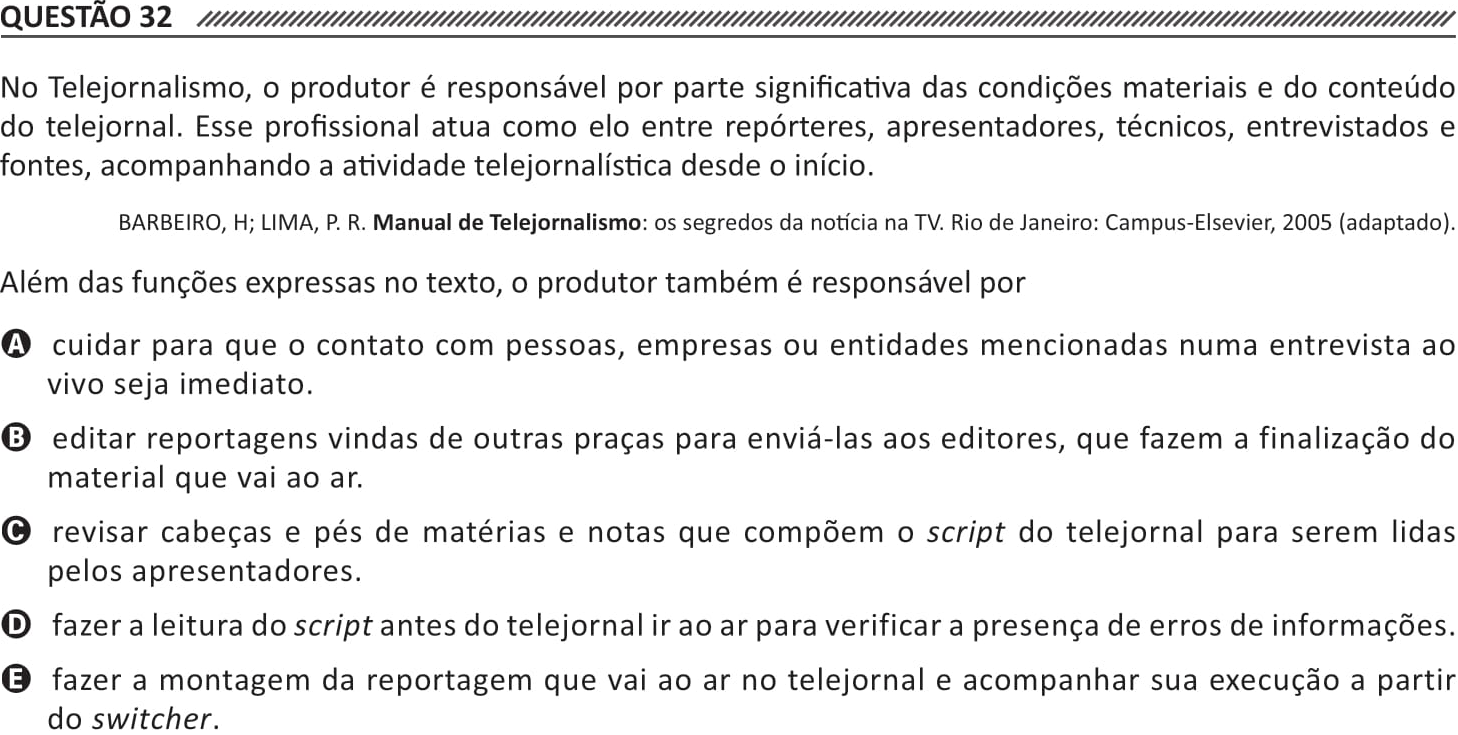 QUESTÃO 32
No Telejornalismo, o produtor é responsável por parte significativa das condições materiais e do conteúdo
do telejornal. Esse profissional atua como elo entre repórteres, apresentadores, técnicos, entrevistados e
fontes, acompanhando a atividade telejornalística desde o início.
BARBEIRO, H; LIMA, P. R. Manual de Telejornalismo: os segredos da notícia na TV. Rio de Janeiro: Campus-Elsevier, 2005 (adaptado).
Além das funções expressas no texto, o produtor também é responsável por
A cuidar para que o contato com pessoas, empresas ou entidades mencionadas numa entrevista ao
vivo seja imediato.
B editar reportagens vindas de outras praças para enviá-las aos editores, que fazem a finalização do
material que vai ao ar.
C revisar cabeças e pés de matérias e notas que compõem o script do telejornal para serem lidas
pelos apresentadores.
D fazer a leitura do script antes do telejornal ir ao ar para verificar a presença de erros de informações.
E fazer a montagem da reportagem que vai ao ar no telejornal e acompanhar sua execução a partir
do switcher.